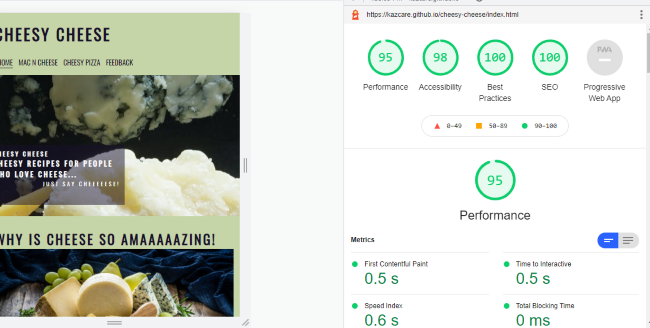 CHEESY CHEESE
HOME MAC N CHEESE CHEESY PIZZA FEEDBACK
CHEESY CHEESE
CHEESY RECIPES FOR PEOPLE
WHO LOVE CHEESE...
JUST SAY CHEEEEESE!
WHY IS CHEESE SO AMAAAAAZING!
https://kazcare.github.io/cheesy-cheese/index.html
95 98 100 100
Performance Accessibility Best Practices SEO Progressive Web App
0–49 50–89 90–100
95
Performance
Metrics
First Contentful Paint
0.5 s
Time to Interactive
0.5 s
Speed Index
0.6 s
Total Blocking Time
0 ms